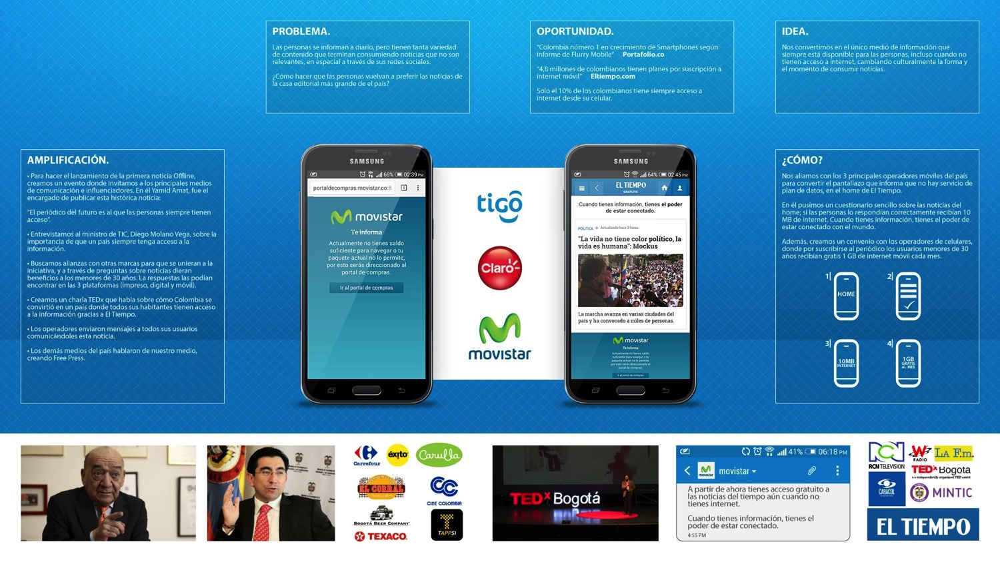 PROBLEMA.
Las personas se informan a diario, pero tienen tanta variedad
de contenido que terminan consumiendo noticias que no son
relevantes, en especial a través de sus redes sociales.
¿Cómo hacer que las personas vuelvan a preferir las noticias de
la casa editorial más grande de el país?
OPORTUNIDAD.
"Colombia número 1 en crecimiento de Smartphones según
informe de Flurry Mobile" Portafolio.co
"4,8 millones de colombianos tienen planes por suscripción a
internet móvil" Eltiempo.com
Solo el 10% de los colombianos tiene siempre acceso a
internet desde su celular.
IDEA.
Nos convertimos en el único medio de información que
siempre está disponible para las personas, incluso cuando no
tienen acceso a internet, cambiando culturalmente la forma y
el momento de consumir noticias.
AMPLIFICACIÓN.
• Para hacer el lanzamiento de la primera noticia Offline,
creamos un evento donde invitamos a los principales medios
de comunicación e influenciadores. En él Yamid Amat, fue el
encargado de publicar esta histórica noticia:
"El periódico del futuro es al que las personas siempre tienen
acceso".
• Entrevistamos al ministro de TIC, Diego Molano Vega, sobre la
importancia de que un país siempre tenga acceso a la
información.
• Buscamos alianzas con otras marcas para que se unieran a la
iniciativa, y a través de preguntas sobre noticias dieran
beneficios a los menores de 30 años. La respuestas las podían
encontrar en las 3 plataformas (impreso, digital y móvil).
• Creamos un charla TEDx que habla sobre cómo Colombia se
convirtió en un país donde todos sus habitantes tienen acceso
a la información gracias a El Tiempo.
• Los operadores enviaron mensajes a todos sus usuarios
comunicándoles esta noticia.
• Los demás medios del país hablaron de nuestro medio,
creando Free Press.
SAMSUNG
66% 02:39 PM
portaldecompras.movistar.co:8
1
movistar
Te informa
Actualmente no tienes saldo
suficiente para navegar o tu
paquete actual no lo permite,
por esto serás direccionado al
portal de compras.
Ir al portal de compras
tigo
Claro
movistar
SAMSUNG
64% 02:45 PM
EL TIEMPO
GRATUITO
Cuando tienes información, tienes el poder
de estar conectado.
POLÍTICA Actualizado hace 3 horas
"La vida no tiene color político, la
vida es humana": Mockus
La marcha avanza en varias ciudades del
país y ha convocado a miles de personas.
movistar
Te informa
Actualmente no tienes saldo
suficiente para navegar o tu
paquete actual no lo permite,
por esto serás direccionado al
portal de compras.
Ir al portal de compras
¿CÓMO?
Nos aliamos con los 3 principales operadores móviles del país
para convertir el pantallazo que informa que no hay servicio de
plan de datos, en el home de El Tiempo.
En él pusimos un cuestionario sencillo sobre las noticias del
home; si las personas lo respondían correctamente recibían 10
MB de internet. Cuando tienes información, tienes el poder de
estar conectado con el mundo.
Además, creamos un convenio con los operadores de celulares,
donde por suscribirse al periódico los usuarios menores de 30
años recibian gratis 1 GB de internet móvil cada mes.
1| HOME
2|
3| 10MB
INTERNET
4| 1GB
GRATIS
AL MES
Carrefour
éxito
Carulla
EL CORRAL
CINE COLOMBIA
BOGOTÁ BEER COMPANY
TEXACO.
TAPPSI
TEDx Bogotá
41% 06:18 PM
movistar
movistar
A partir de ahora tienes acceso gratuito a
las noticias del tiempo aún cuando no
tienes internet.
Cuando tienes información, tienes el
poder de estar conectado.
4:55 PM
RCN TELEVISION
W RADIO
LA F.m.
TEDx Bogotá
x = independently organized TED event
CARACOL
MINTIC
EL TIEMPO